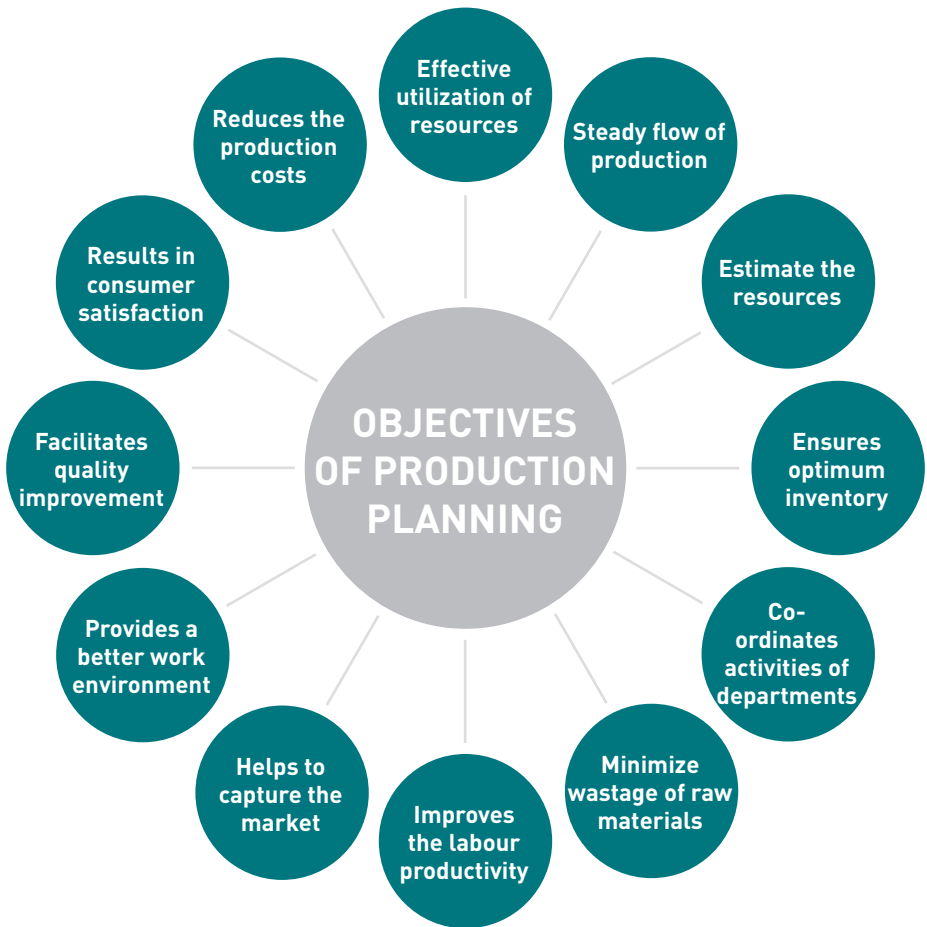 Effective
utilization of
resources
Steady flow of
production
Estimate the
resources
Ensures
optimum
inventory
Co-
ordinates
activities of
departments
Minimize
wastage of raw
materials
Improves
the labour
productivity
Helps to
capture the
market
Provides a
better work
environment
Facilitates
quality
improvement
Results in
consumer
satisfaction
Reduces the
production
costs
OBJECTIVES
OF PRODUCTION
PLANNING